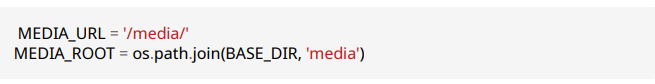 MEDIA_URL = '/media/'
MEDIA_ROOT = os.path.join(BASE_DIR, 'media')